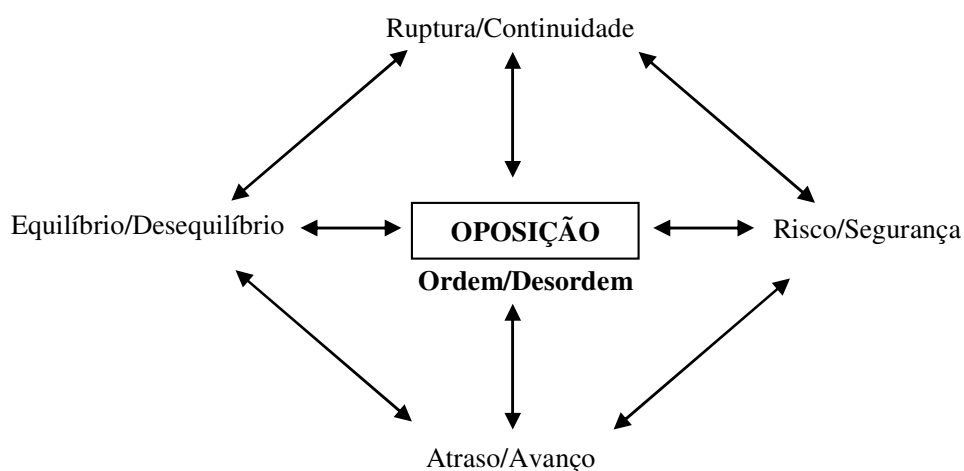 Ruptura/Continuidade
Equilíbrio/Desequilíbrio
OPOSIÇÃO
Risco/Segurança
Ordem/Desordem
Atraso/Avanço